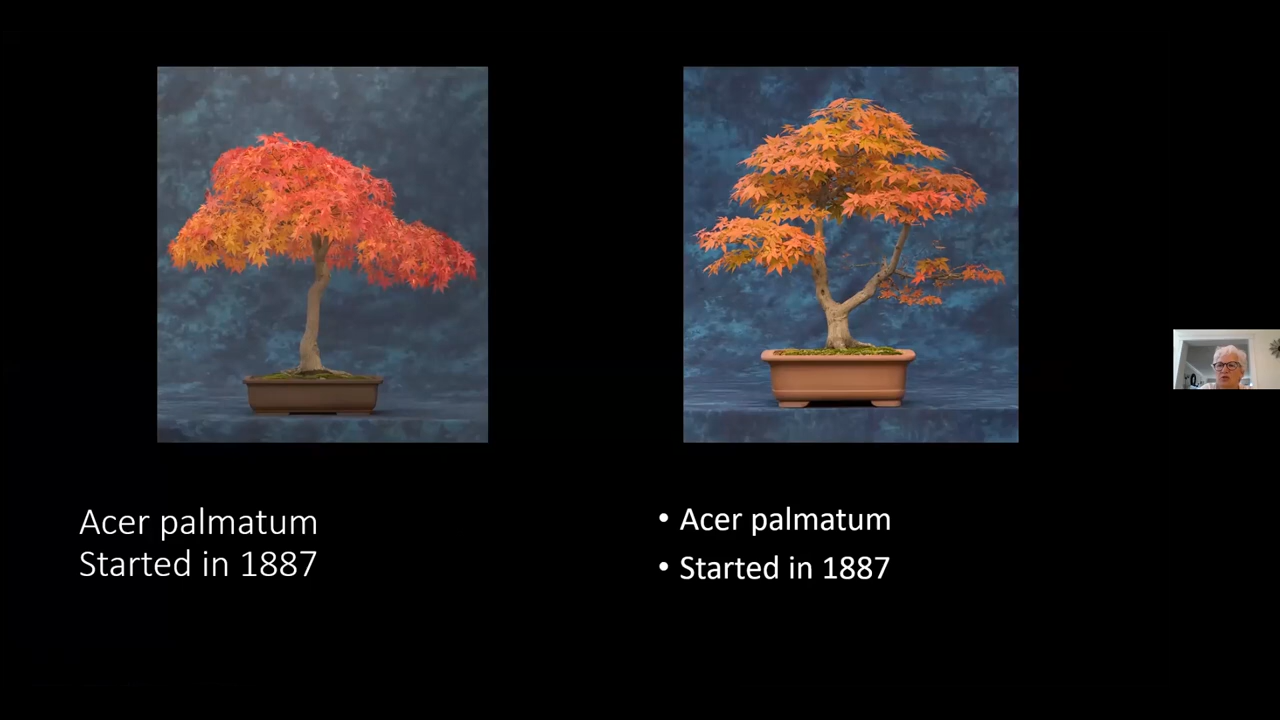 Acer palmatum
Started in 1887
• Acer palmatum
• Started in 1887